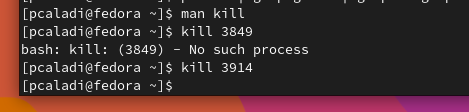 [pcaladi@fedora ~]$ man kill
[pcaladi@fedora ~]$ kill 3849
bash: kill: (3849) - No such process
[pcaladi@fedora ~]$ kill 3914
[pcaladi@fedora ~]$